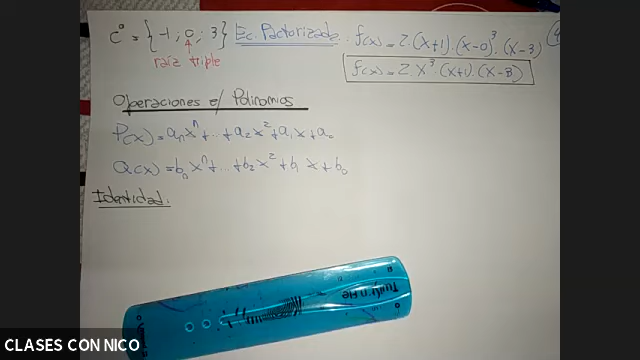 C° = {-1; 0; 3} Ec. Factorizada: f(x) = 2.(x+1).(x-0)³.(x-3)
raíz triple
f(x) = 2.x³.(x+1).(x-3)
Operaciones e/ Polinomios
P(x) = aₙxⁿ+...+a₂x²+a₁x+a₀
Q(x) = bₙxⁿ+...+b₂x²+b₁x+b₀
Identidad:
CLASES CON NICO